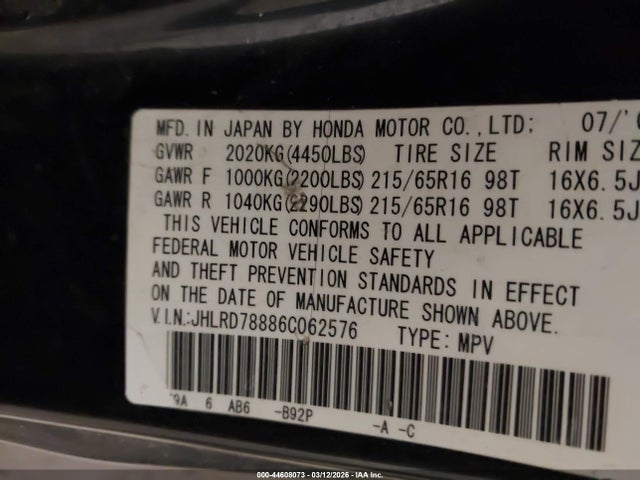 MFD. IN JAPAN BY HONDA MOTOR CO.,LTD: 07/'0
GVWR 2020KG(4450LBS) TIRE SIZE RIM SIZ
GAWR F 1000KG(2200LBS) 215/65R16 98T 16X6.5J
GAWR R 1040KG(2290LBS) 215/65R16 98T 16X6.5J
THIS VEHICLE CONFORMS TO ALL APPLICABLE
FEDERAL MOTOR VEHICLE SAFETY
AND THEFT PREVENTION STANDARDS IN EFFECT
ON THE DATE OF MANUFACTURE SHOWN ABOVE.
V.I.N.:JHLRD78886C062576 TYPE: MPV
9A 6 AB6 -B92P -A -C
000-44608073 - 03/12/2026 - IAA Inc.